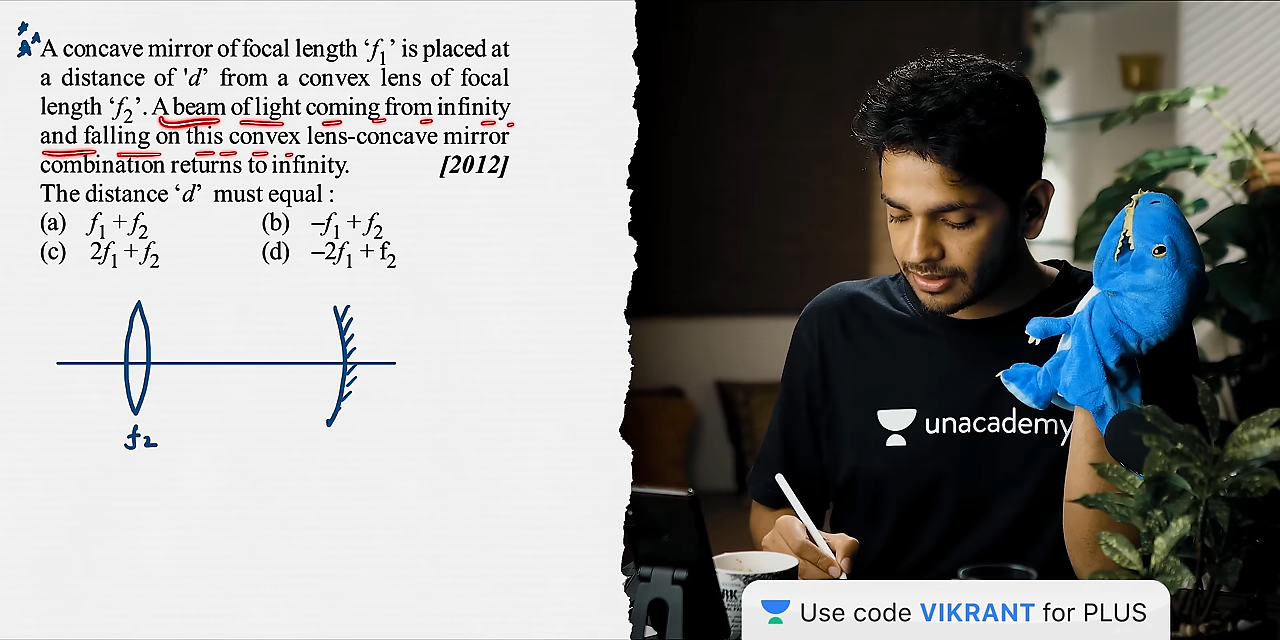 A concave mirror of focal length ‘f1’ is placed at
a distance of 'd’ from a convex lens of focal
length ‘f2’. A beam of light coming from infinity
and falling on this convex lens-concave mirror
combination returns to infinity. [2012]
The distance ‘d’ must equal :
(a) f1 + f2 (b) –f1 + f2
(c) 2f1 + f2 (d) –2f1 + f2
f2
unacademy
Use code VIKRANT for PLUS